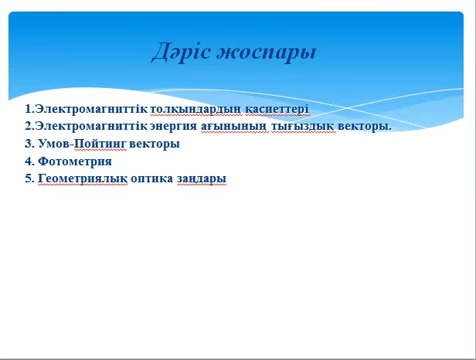 Дәріс жоспары
1.Электромагниттік толқындардың қасиеттері
2.Электромагниттік энергия ағынының тығыздық векторы.
3. Умов-Пойтинг векторы
4. Фотометрия
5. Геометриялық оптика заңдары